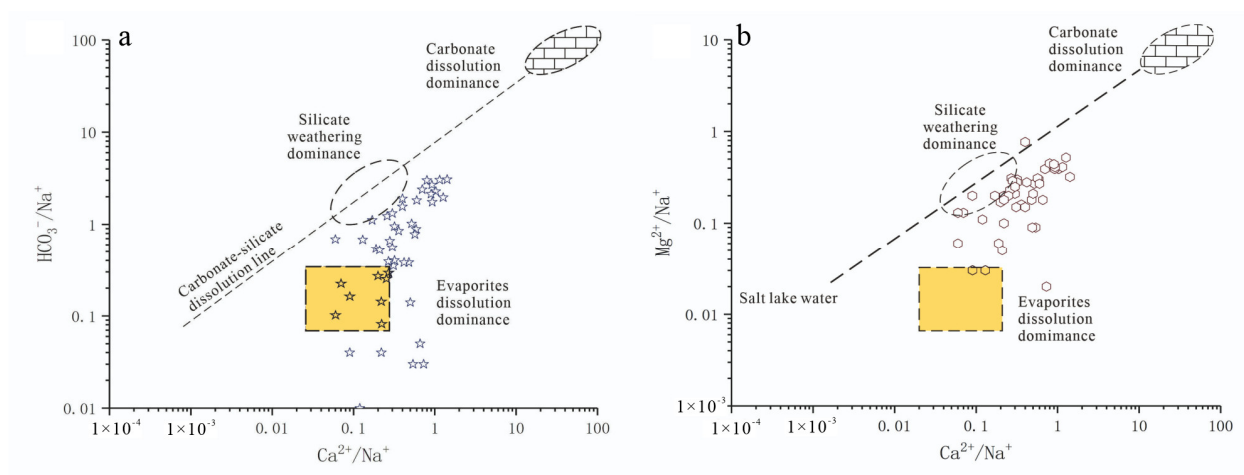 a
100
10
1
0.1
0.01
HCO₃⁻/Na⁺
Carbonate
dissolution
dominance
Silicate
weathering
dominance
Carbonate-silicate
dissolution line
Evaporites
dissolution
dominance
1×10⁻⁴ 1×10⁻³ 0.01 0.1 1 10 100
Ca²⁺/Na⁺
b
10
1
0.1
0.01
1×10⁻³
Mg²⁺/Na⁺
Carbonate
dissolution
dominance
Silicate
weathering
dominance
Salt lake water
Evaporites
dissolution
domimance
1×10⁻⁴ 1×10⁻³ 0.01 0.1 1 10 100
Ca²⁺/Na⁺